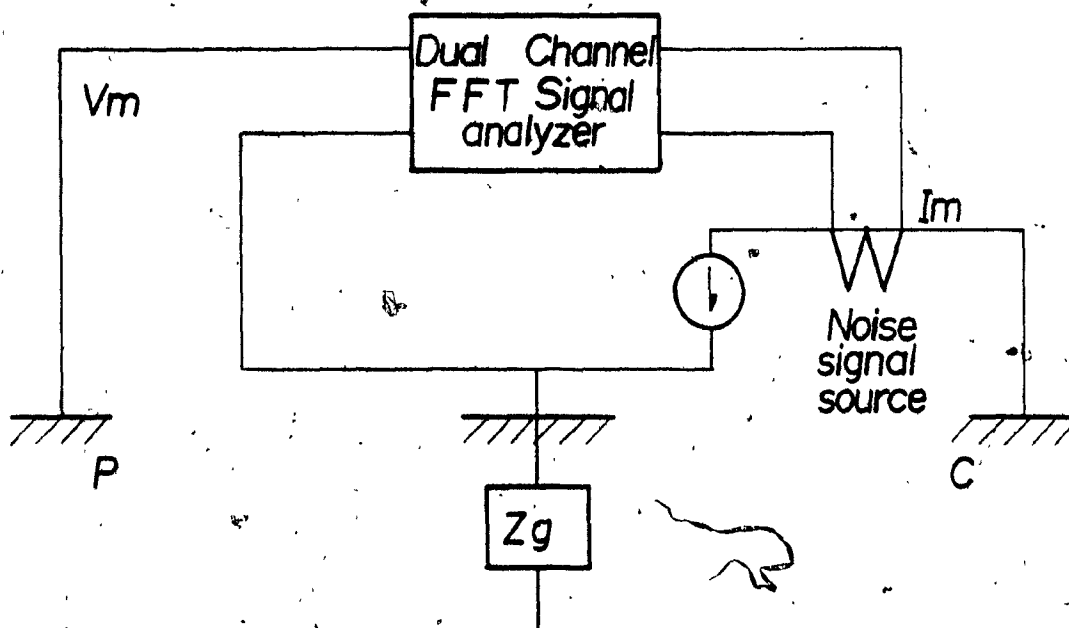 Dual Channel
FFT Signal
analyzer
Vm
Im
Noise
signal
source
P
C
Zg